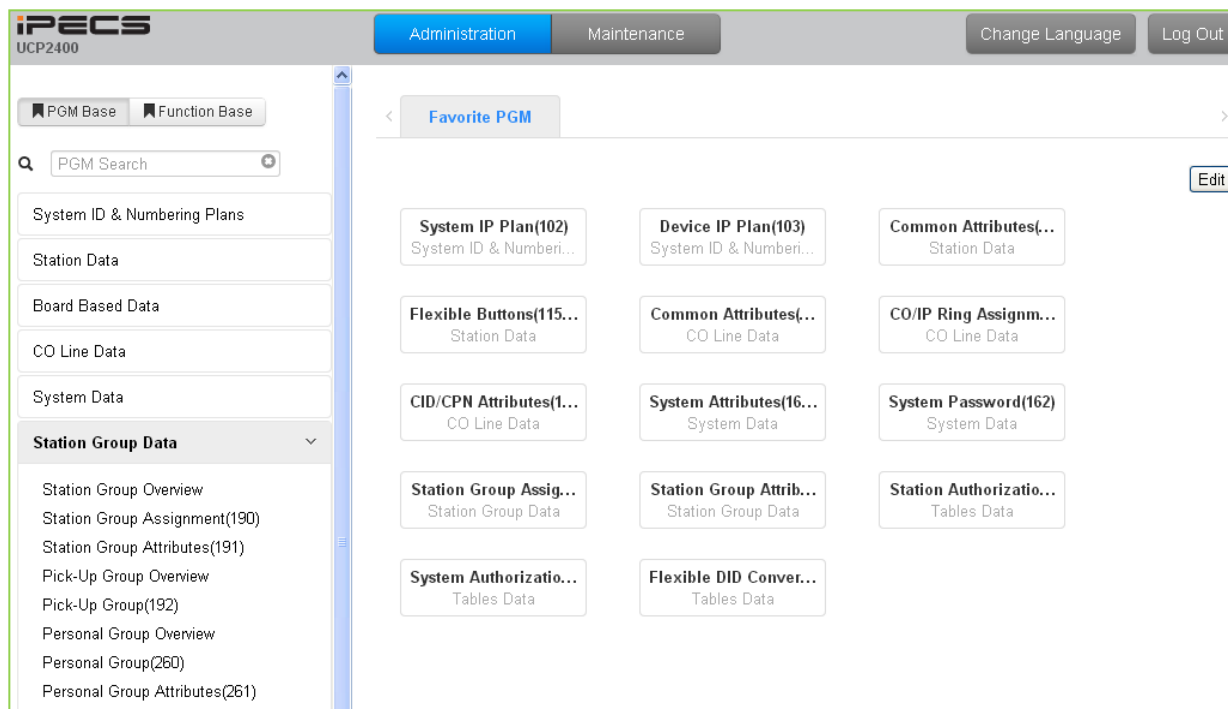 iPECS
UCP2400
Administration
Maintenance
Change Language
Log Out
PGM Base
Function Base
PGM Search
System ID & Numbering Plans
Station Data
Board Based Data
CO Line Data
System Data
Station Group Data
Station Group Overview
Station Group Assignment(190)
Station Group Attributes(191)
Pick-Up Group Overview
Pick-Up Group(192)
Personal Group Overview
Personal Group(260)
Personal Group Attributes(261)
Favorite PGM
Edit
System IP Plan(102)
System ID & Numberi...
Device IP Plan(103)
System ID & Numberi...
Common Attributes(...
Station Data
Flexible Buttons(115...
Station Data
Common Attributes(...
CO Line Data
CO/IP Ring Assignm...
CO Line Data
CID/CPN Attributes(1...
CO Line Data
System Attributes(16...
System Data
System Password(162)
System Data
Station Group Assig...
Station Group Data
Station Group Attrib...
Station Group Data
Station Authorizatio...
Tables Data
System Authorizatio...
Tables Data
Flexible DID Conver...
Tables Data